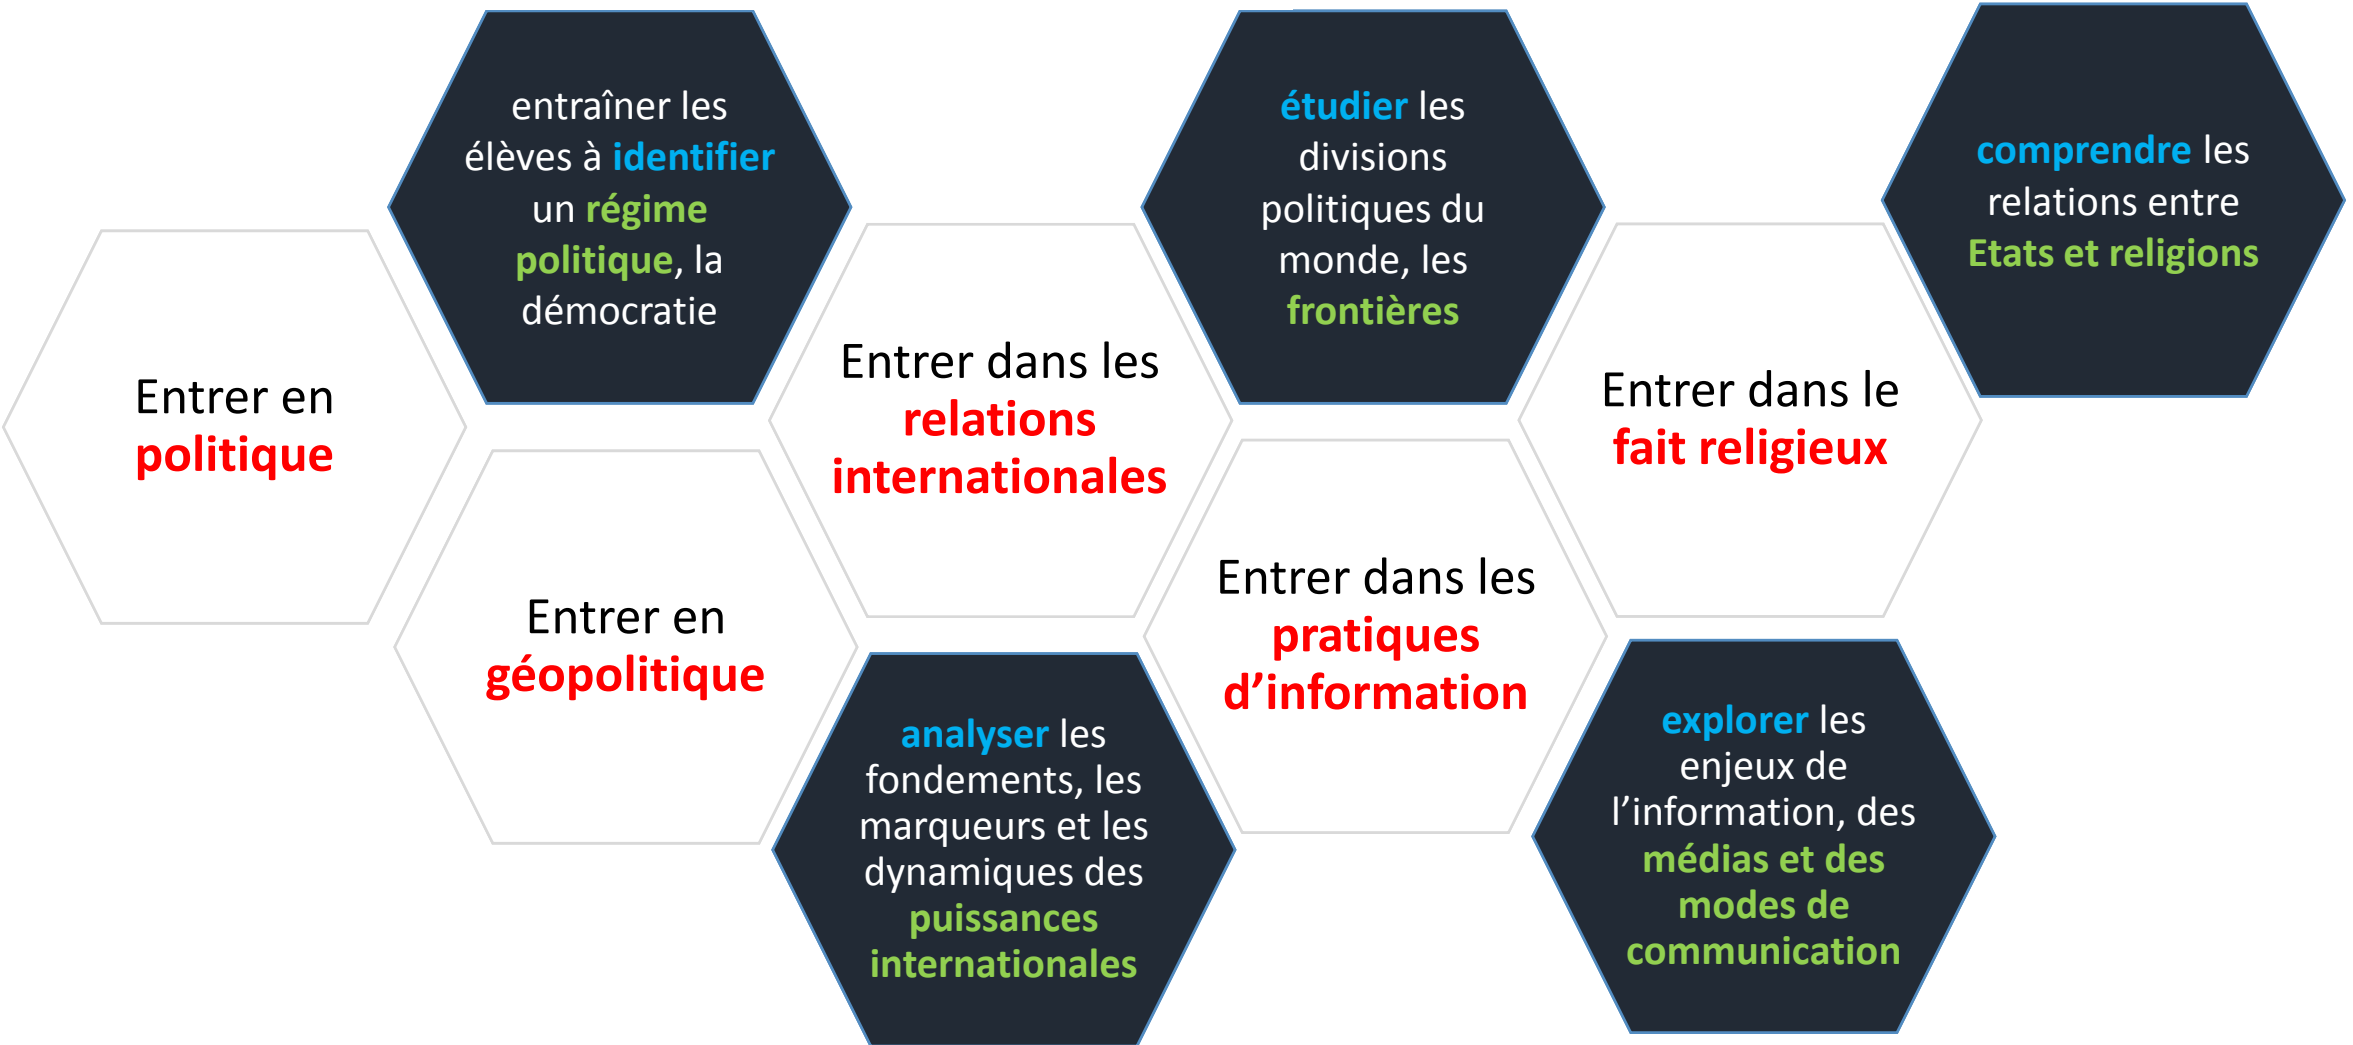 Entrer en
politique
entraîner les
élèves à identifier
un régime
politique, la
démocratie
Entrer en
géopolitique
analyser les
fondements, les
marqueurs et les
dynamiques des
puissances
internationales
Entrer dans les
relations
internationales
étudier les
divisions
politiques du
monde, les
frontières
Entrer dans les
pratiques
d’information
explorer les
enjeux de
l’information, des
médias et des
modes de
communication
Entrer dans le
fait religieux
comprendre les
relations entre
Etats et religions